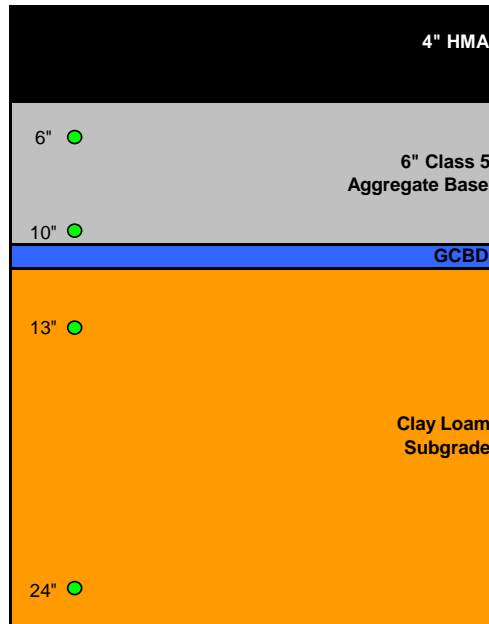 4" HMA
6"
6" Class 5
Aggregate Base
10"
GCBD
13"
Clay Loam
Subgrade
24"